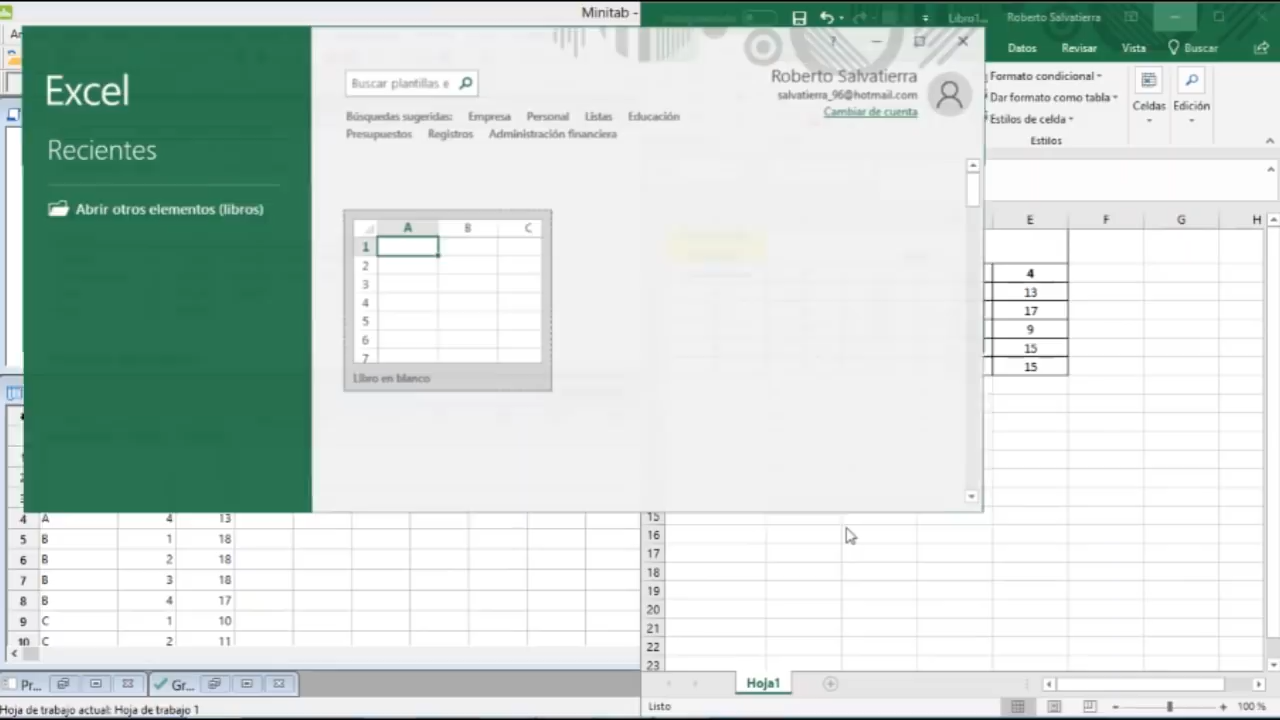 Minitab -
Libro1...
Roberto Salvatierra
Datos
Revisar
Vista
Buscar
Excel
Recientes
Abrir otros elementos (libros)
Buscar plantillas e
Búsquedas sugeridas:
Empresa
Personal
Listas
Educación
Presupuestos
Registros
Administración financiera
Roberto Salvatierra
salvatierra_96@hotmail.com
Cambiar de cuenta
A B C
1
2
3
4
5
6
7
Libro en blanco
Formato condicional
Dar formato como tabla
Estilos de celda
Estilos
Celdas
Edición
E F G H
4
13
17
9
15
15
4 A 4 13
5 B 1 18
6 B 2 18
7 B 3 18
8 B 4 17
9 C 1 10
10 C 2 11
15
16
17
18
19
20
21
22
23
Pr...
Gr...
Hoja1
Hoja de trabajo actual: Hoja de trabajo 1
Listo
100 %